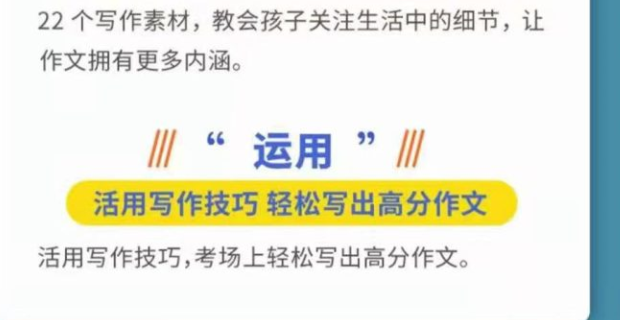 22 个写作素材，教会孩子关注生活中的细节，让
作文拥有更多内涵。
“ 运用 ”
活用写作技巧 轻松写出高分作文
活用写作技巧,考场上轻松写出高分作文。